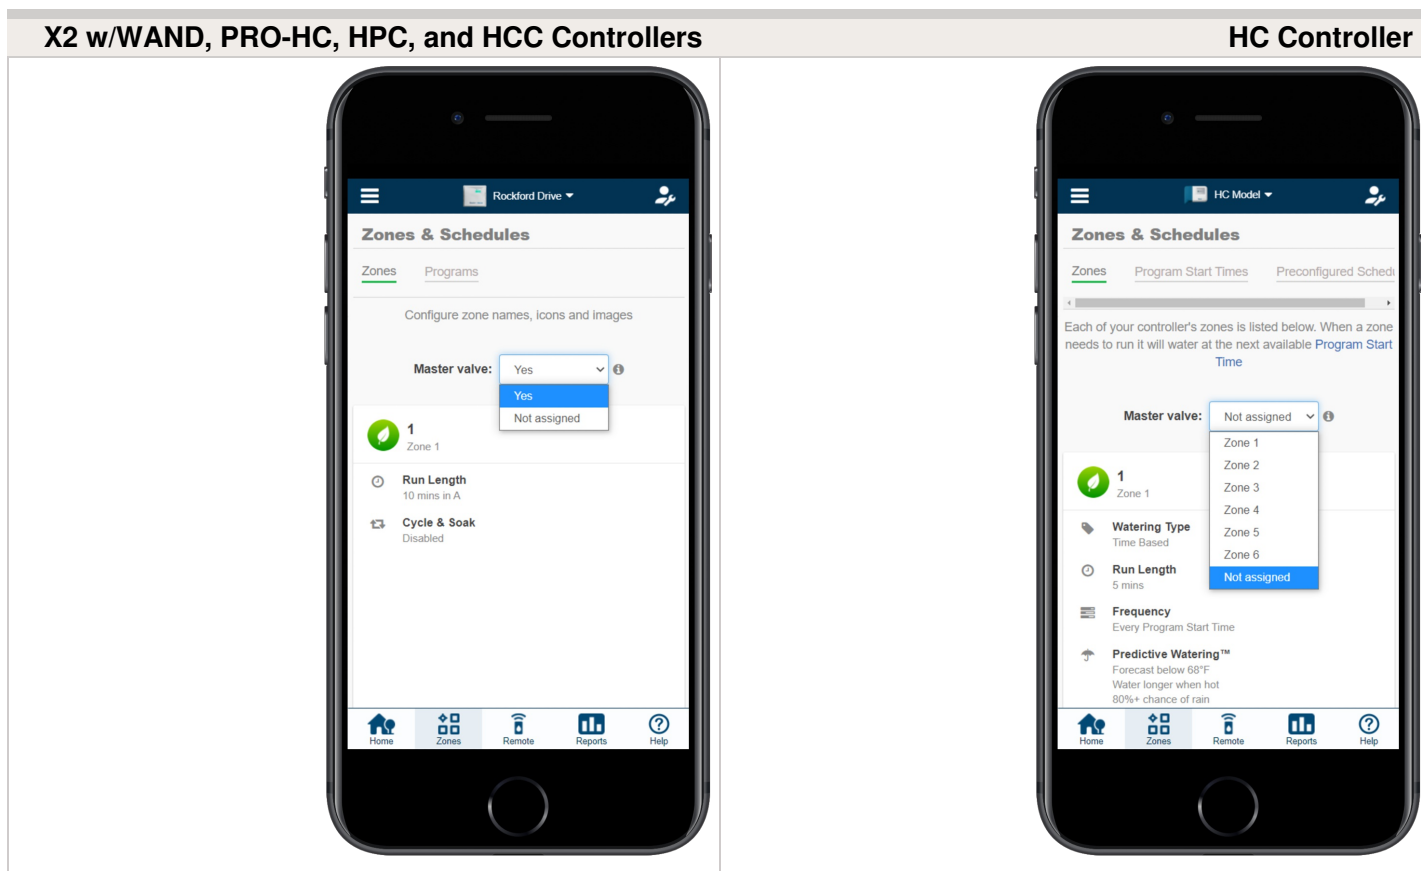 X2 w/WAND, PRO-HC, HPC, and HCC Controllers
HC Controller
Rockford Drive
Zones & Schedules
Zones
Programs
Configure zone names, icons and images
Master valve:
Yes
Yes
Not assigned
1
Zone 1
Run Length
10 mins in A
Cycle & Soak
Disabled
Home
Zones
Remote
Reports
Help
HC Model
Zones & Schedules
Zones
Program Start Times
Preconfigured Sched
Each of your controller's zones is listed below. When a zone
needs to run it will water at the next available Program Start
Time
Master valve:
Not assigned
Zone 1
Zone 2
Zone 3
Zone 4
Zone 5
Zone 6
Not assigned
1
Zone 1
Watering Type
Time Based
Run Length
5 mins
Frequency
Every Program Start Time
Predictive Watering™
Forecast below 68°F
Water longer when hot
80%+ chance of rain
Home
Zones
Remote
Reports
Help